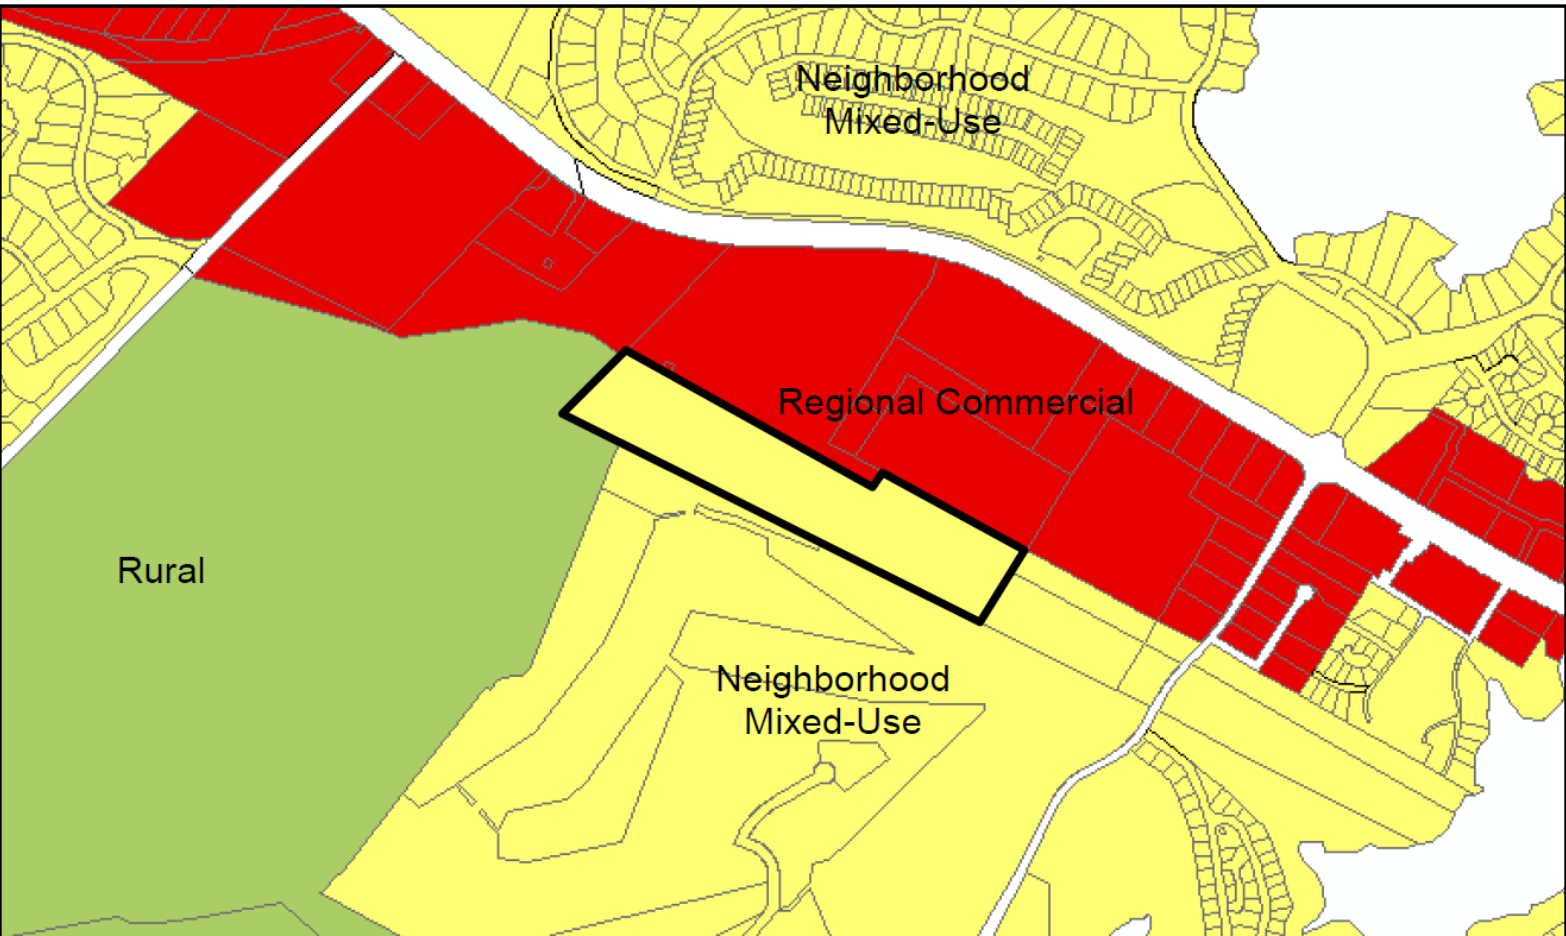 Neighborhood
Mixed-Use
Regional Commercial
Rural
Neighborhood
Mixed-Use